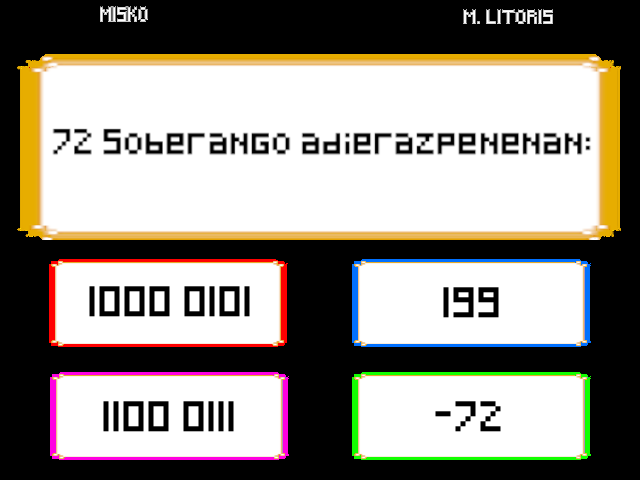 MISKO
M. LITORIS
72 Soberango adierazpenenan:
1000 0101
199
1100 0111
-72